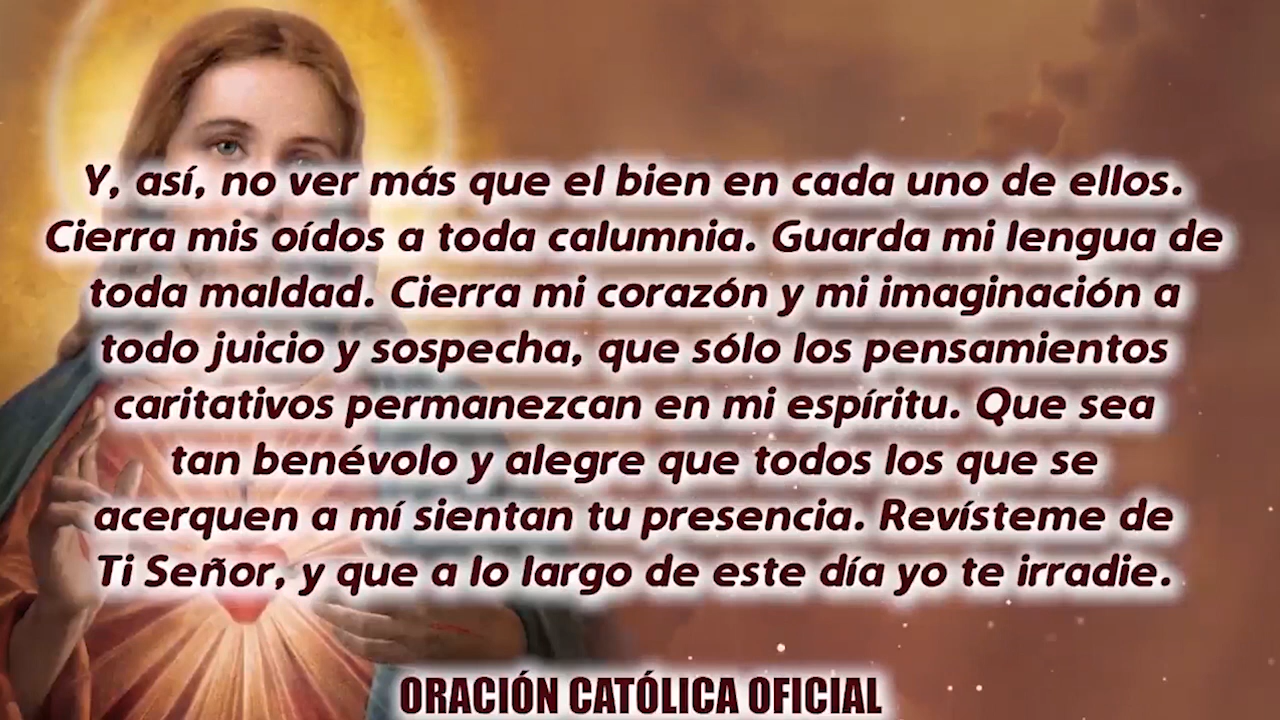 Y, así, no ver más que el bien en cada uno de ellos.
Cierra mis oídos a toda calumnia. Guarda mi lengua de
toda maldad. Cierra mi corazón y mi imaginación a
todo juicio y sospecha, que sólo los pensamientos
caritativos permanezcan en mi espíritu. Que sea
tan benévolo y alegre que todos los que se
acerquen a mí sientan tu presencia. Revísteme de
Ti Señor, y que a lo largo de este día yo te irradie.
ORACIÓN CATÓLICA OFICIAL